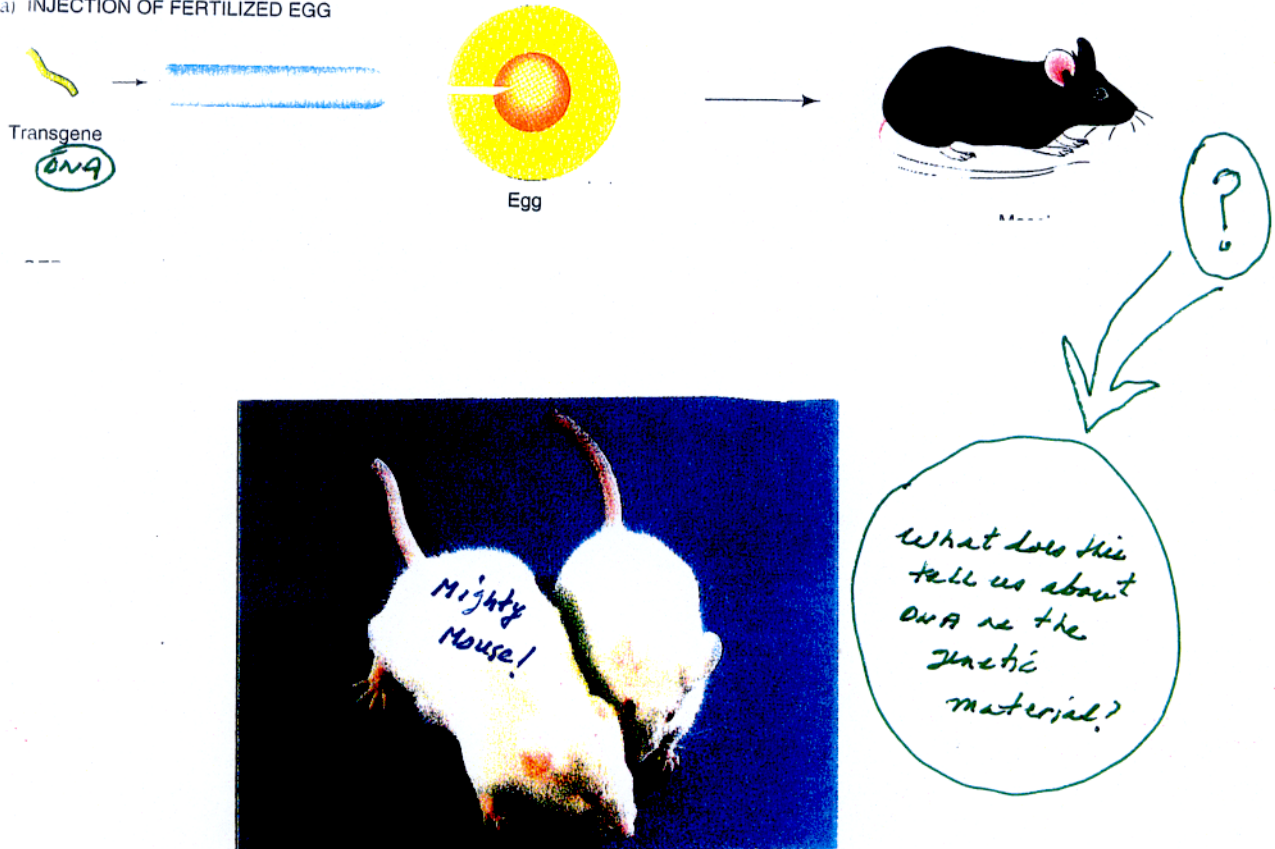 a) INJECTION OF FERTILIZED EGG
Transgene
DNA
Egg
?
Mighty
Mouse!
What does this
tell us about
DNA as the
genetic
material?